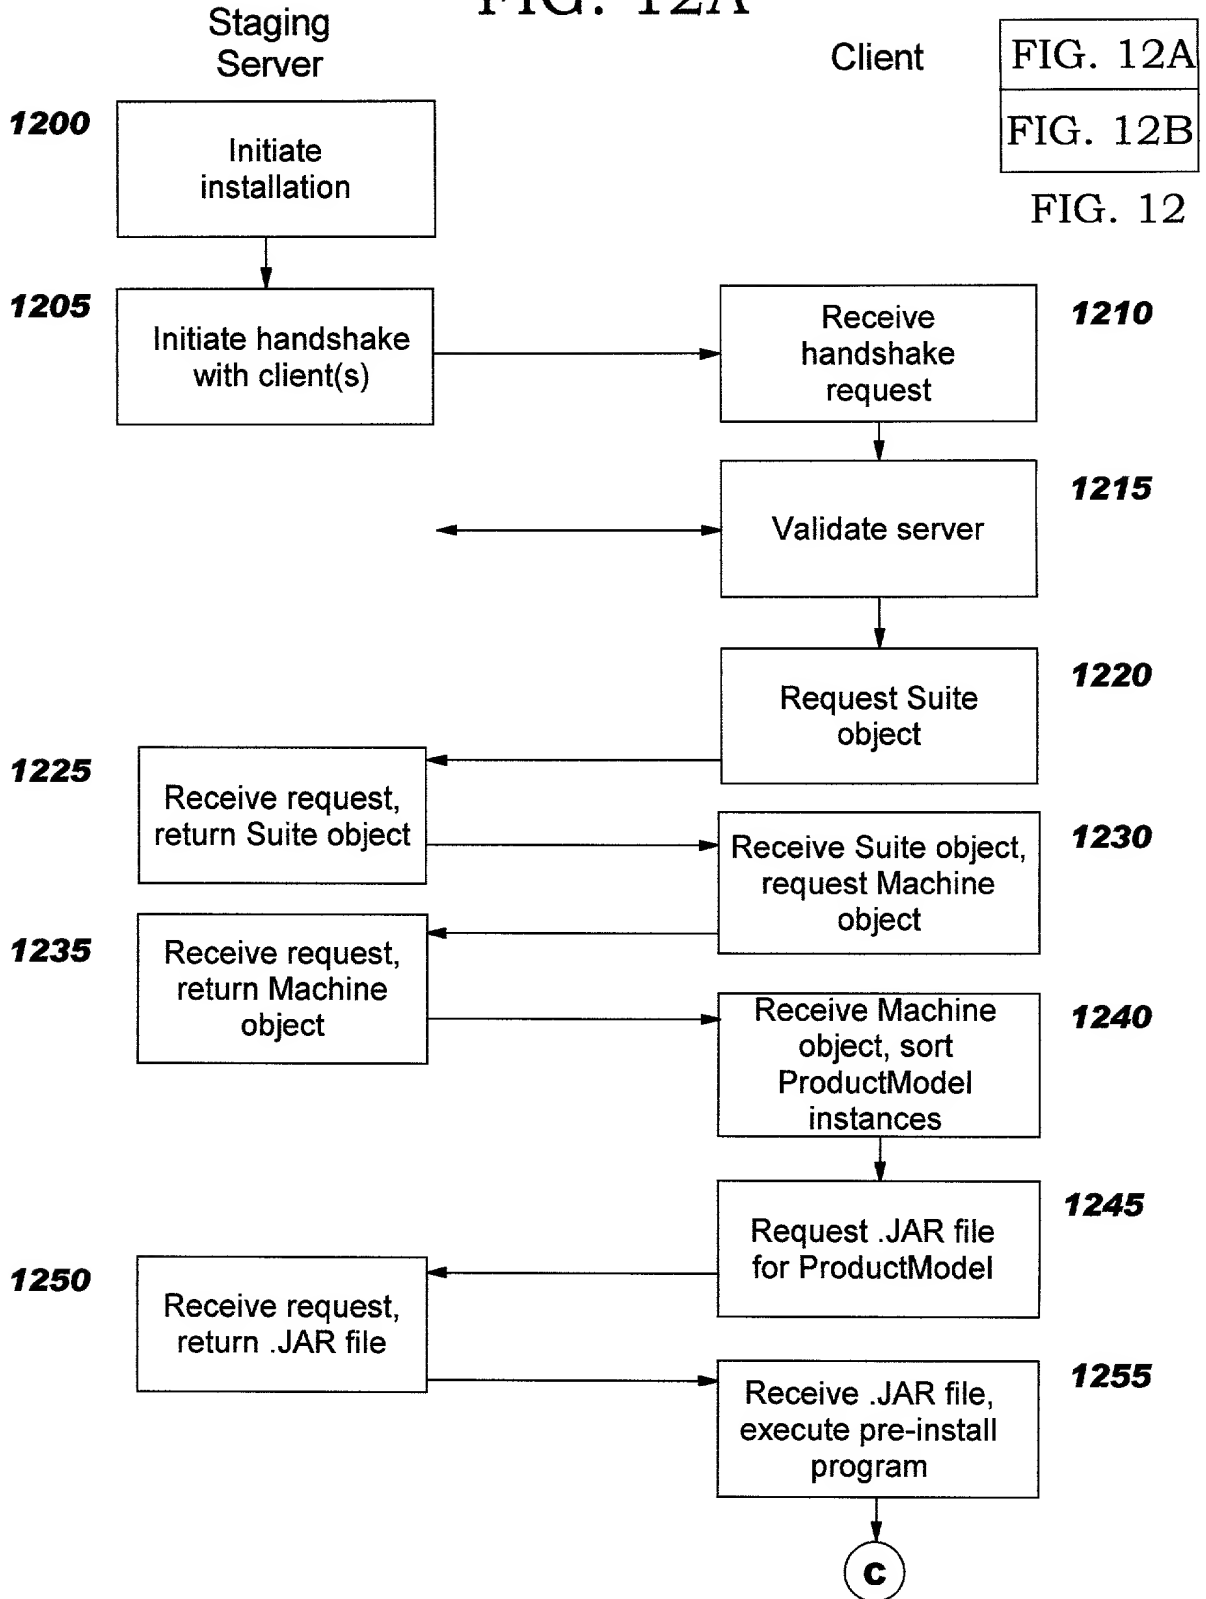 FIG. 12A
Staging
Server
Client
FIG. 12A
FIG. 12B
FIG. 12
1200
Initiate
installation
1205
Initiate handshake
with client(s)
Receive
handshake
request
1210
Validate server
1215
Request Suite
object
1220
1225
Receive request,
return Suite object
Receive Suite object,
request Machine
object
1230
1235
Receive request,
return Machine
object
Receive Machine
object, sort
ProductModel
instances
1240
Request .JAR file
for ProductModel
1245
1250
Receive request,
return .JAR file
Receive .JAR file,
execute pre-install
program
1255
C